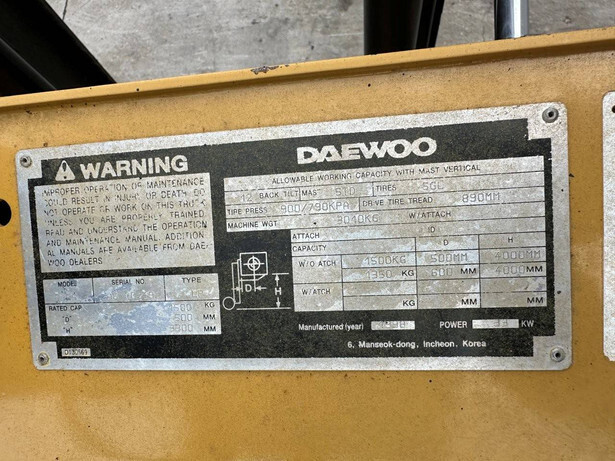 WARNING
IMPROPER OPERATION OR MAINTENANCE
COULD RESULT IN INJURY OR DEATH. DO
NOT OPERATE OR WORK ON THIS TRUCK
UNLESS YOU ARE PROPERLY TRAINED.
READ AND UNDERSTAND THE OPERATION
AND MAINTENANCE MANUAL. ADDITION-
AL MANUALS ARE AVAILABLE FROM DAE-
WOO DEALERS.
MODEL SERIAL NO TYPE
RATED CAP 1500 KG
"D" 500 MM
"H" 3300 MM
DAEWOO
ALLOWABLE WORKING CAPACITY WITH MAST VERTICAL
12 BACK TILT MAST STD TIRES SGL
TIRE PRESS 900/790KPA DRIVE TIRE TREAD 890MM
MACHINE WGT W/ATTACH
ATTACH
CAPACITY D H
W/O ATCH 1500KG 500MM 4000MM
1350 KG 600 MM 4000MM
W/ATCH KG MM MM
D H
Manufactured (year) POWER KW
6, Manseok-dong, Incheon, Korea